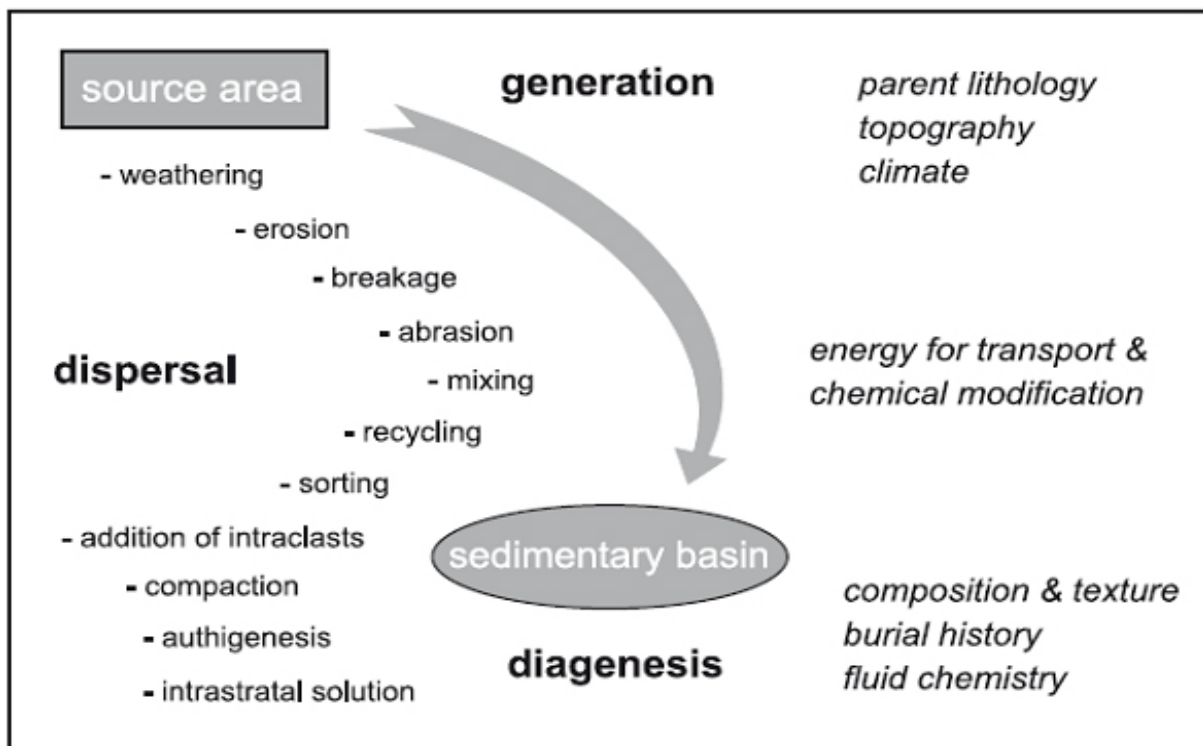 source area
generation
parent lithology
topography
climate
- weathering
- erosion
- breakage
- abrasion
dispersal
- mixing
energy for transport &
chemical modification
- recycling
- sorting
- addition of intraclasts
sedimentary basin
- compaction
composition & texture
- authigenesis
burial history
diagenesis
- intrastratal solution
fluid chemistry